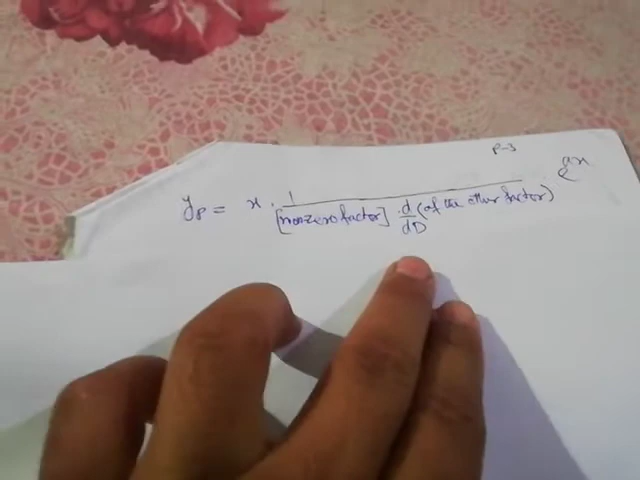 P-3
y_p = x · 1 / [nonzero factor] · d/dD (of the other factor) e^{ax}